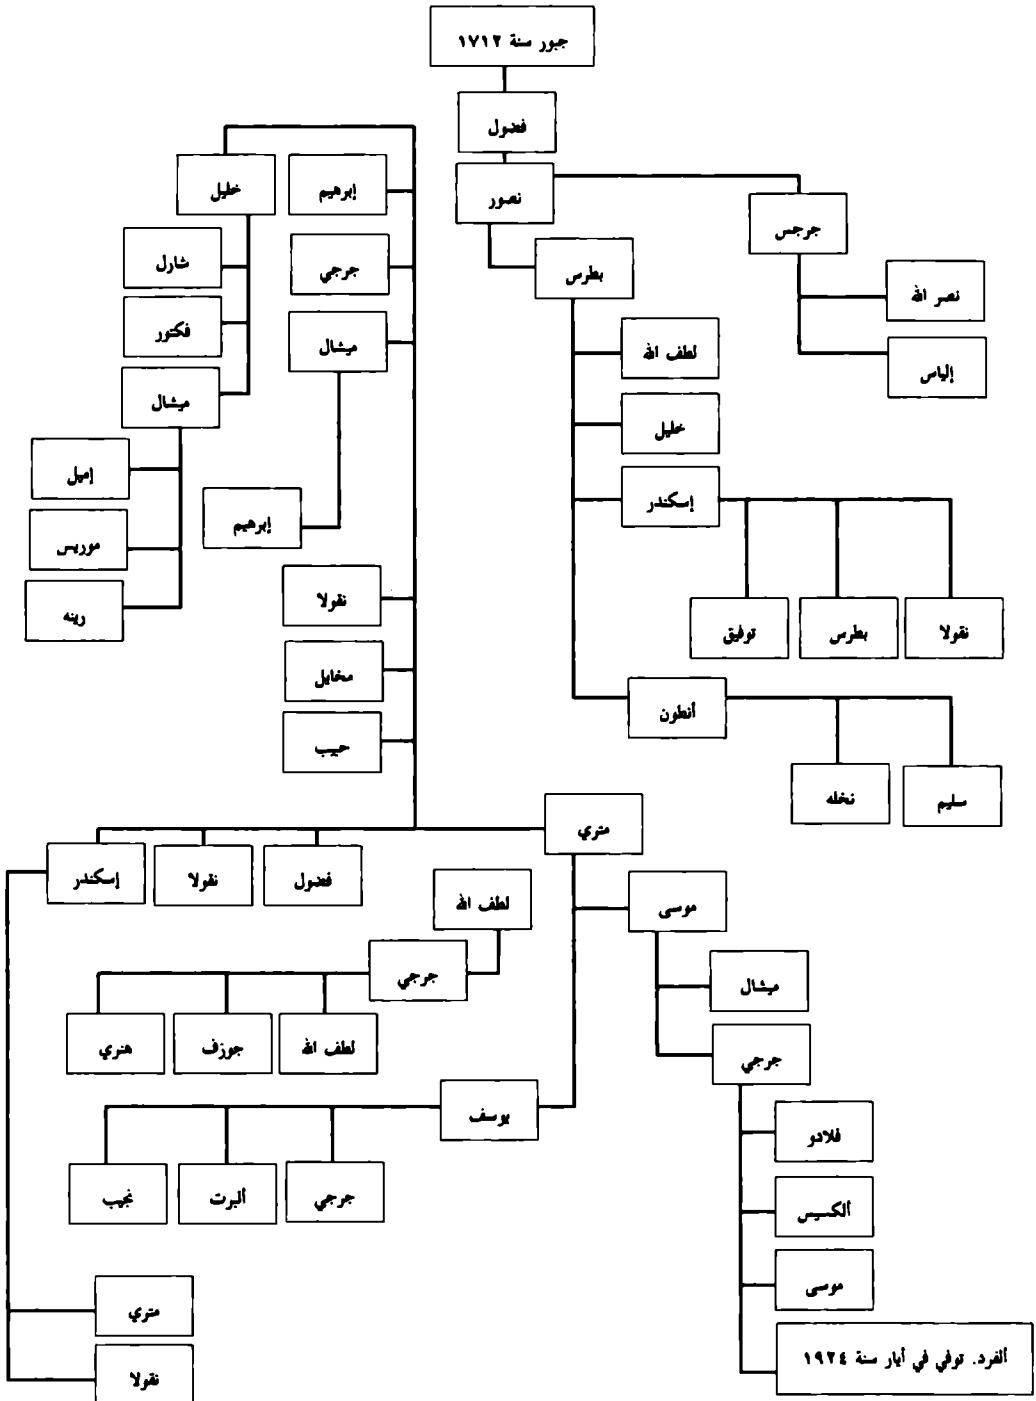 جبور سنة ١٧١٢
فضول
نصور
جرجس
نصر الله
إلياس
بطرس
لطف الله
خليل
إسكندر
نقولا
بطرس
توفيق
أنطون
سليم
نخله
إبرهيم
خليل
جرجي
شارل
فكتور
ميشال
ميشال
إميل
موريس
رينه
إبرهيم
نقولا
مخايل
حبيب
متري
فضول
نقولا
إسكندر
موسى
لطف الله
جرجي
ميشال
لطف الله
جوزف
هنري
جرجي
يوسف
فلادو
جرجي
ألبرت
نجيب
ألكسيس
موسى
متري
ألفرد. توفي في أيار سنة ١٩٢٤
نقولا